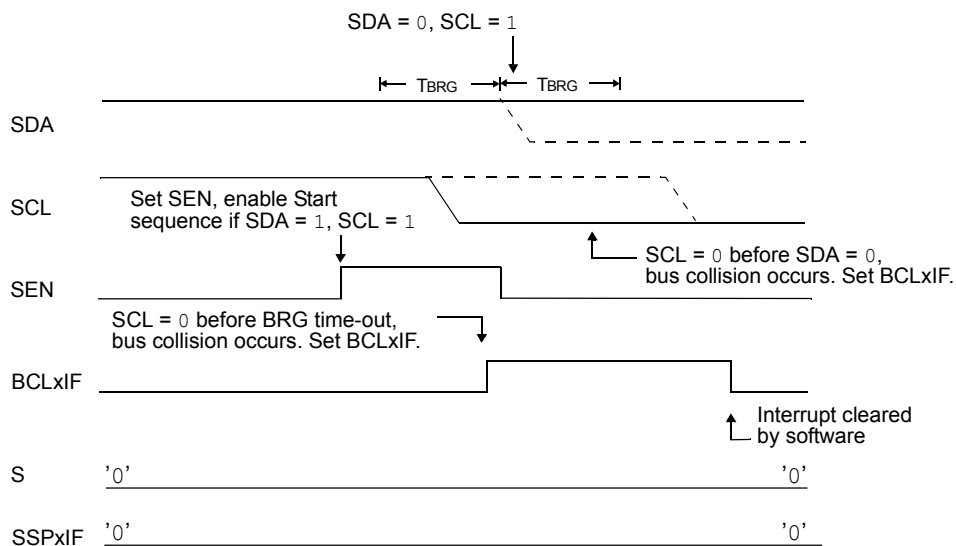 SDA = 0, SCL = 1
TBRG
TBRG
SDA
SCL
Set SEN, enable Start
sequence if SDA = 1, SCL = 1
SCL = 0 before SDA = 0,
bus collision occurs. Set BCLxIF.
SEN
SCL = 0 before BRG time-out,
bus collision occurs. Set BCLxIF.
BCLxIF
Interrupt cleared
by software
S
'0'
'0'
SSPxIF
'0'
'0'